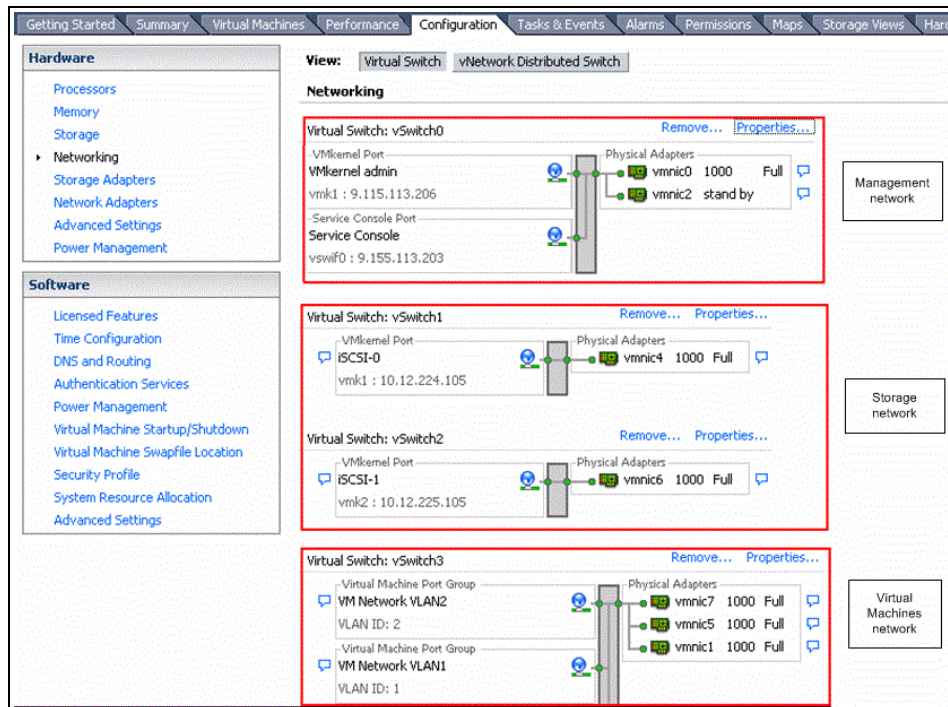 Getting Started Summary Virtual Machines Performance Configuration Tasks & Events Alarms Permissions Maps Storage Views
Hardware
Processors
Memory
Storage
Networking
Storage Adapters
Network Adapters
Advanced Settings
Power Management
Software
Licensed Features
Time Configuration
DNS and Routing
Authentication Services
Power Management
Virtual Machine Startup/Shutdown
Virtual Machine Swapfile Location
Security Profile
System Resource Allocation
Advanced Settings
View: Virtual Switch vNetwork Distributed Switch
Networking
Virtual Switch: vSwitch0 Remove... Properties...
VMkernel Port Physical Adapters
VMkernel admin vmnic0 1000 Full
vmk1 : 9.115.113.206 vmnic2 stand by
Service Console Port
Service Console
vswif0 : 9.155.113.203
Management
network
Virtual Switch: vSwitch1 Remove... Properties...
VMkernel Port Physical Adapters
iSCSI-0 vmnic4 1000 Full
vmk1 : 10.12.224.105
Virtual Switch: vSwitch2 Remove... Properties...
VMkernel Port Physical Adapters
iSCSI-1 vmnic6 1000 Full
vmk2 : 10.12.225.105
Storage
network
Virtual Switch: vSwitch3 Remove... Properties...
Virtual Machine Port Group Physical Adapters
VM Network VLAN2 vmnic7 1000 Full
VLAN ID: 2 vmnic5 1000 Full
Virtual Machine Port Group vmnic1 1000 Full
VM Network VLAN1
VLAN ID: 1
Virtual
Machines
network